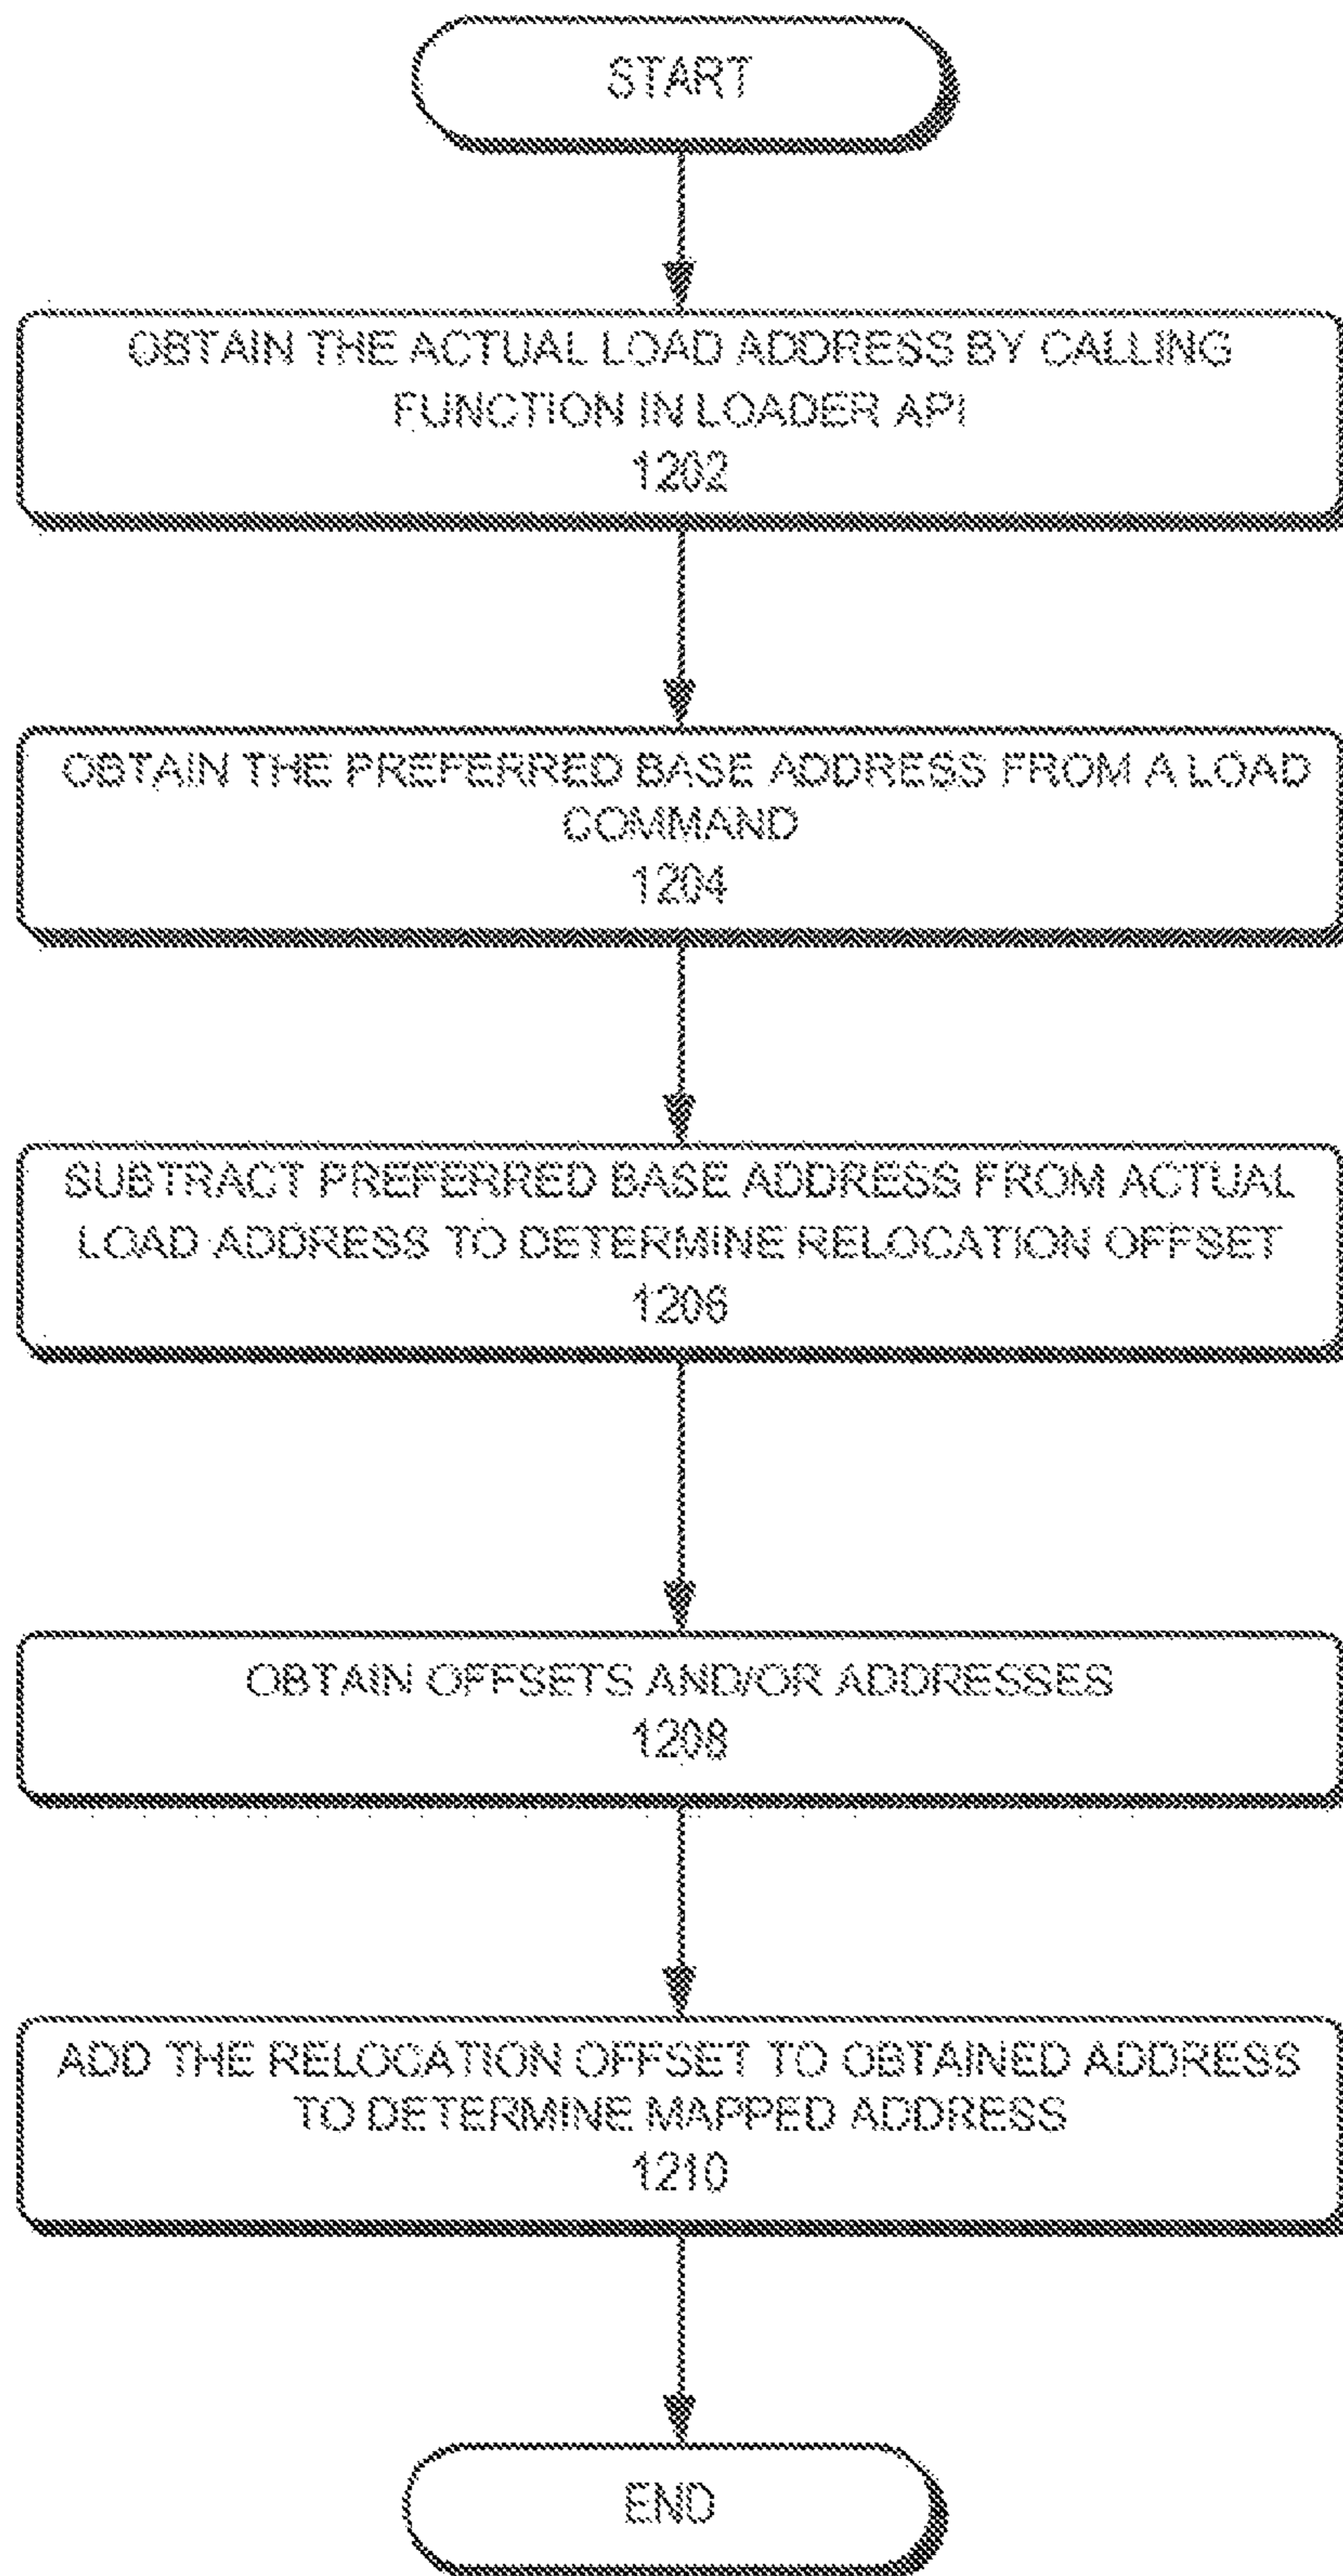 START
OBTAIN THE ACTUAL LOAD ADDRESS BY CALLING
FUNCTION IN LOADER API
1202
OBTAIN THE PREFERRED BASE ADDRESS FROM A LOAD
COMMAND
1204
SUBTRACT PREFERRED BASE ADDRESS FROM ACTUAL
LOAD ADDRESS TO DETERMINE RELOCATION OFFSET
1206
OBTAIN OFFSETS AND/OR ADDRESSES
1208
ADD THE RELOCATION OFFSET TO OBTAINED ADDRESS
TO DETERMINE MAPPED ADDRESS
1210
END